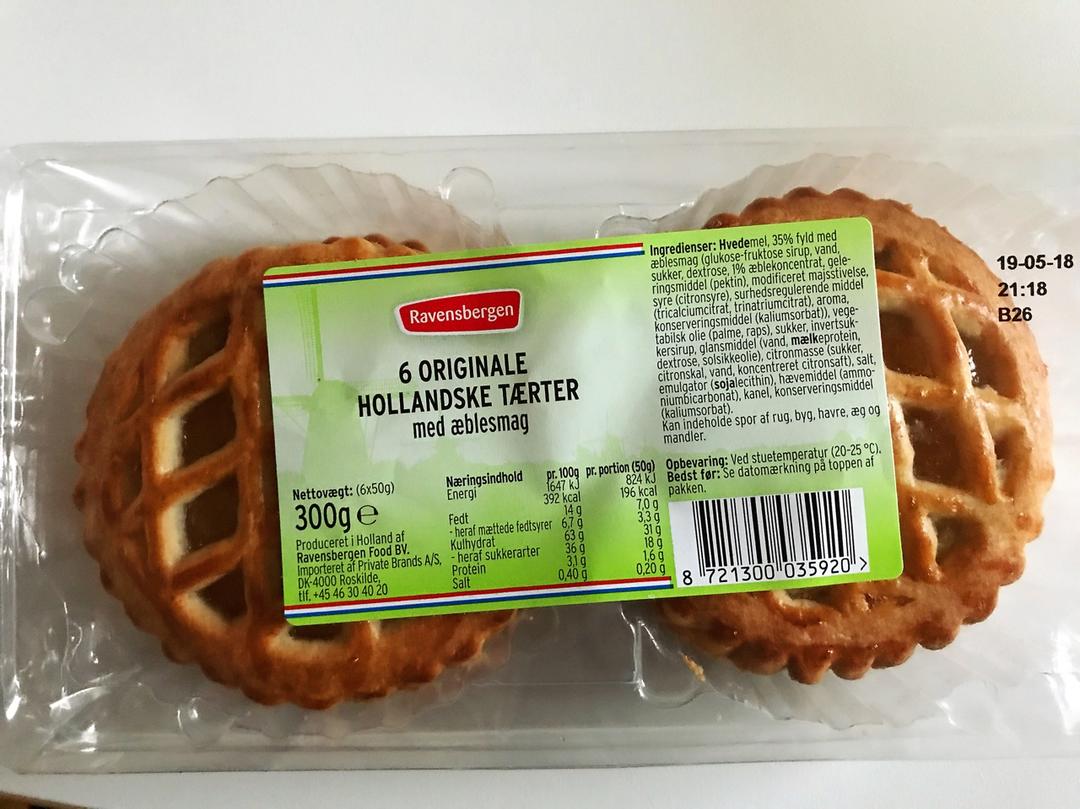 Ravensbergen
6 ORIGINALE
HOLLANDSKE TÆRTER
med æblesmag
Nettovægt: (6x50g)
300g ℮
Produceret i Holland af
Ravensbergen Food BV.
Importeret af Private Brands A/S,
DK-4000 Roskilde,
tlf. +45 46 30 40 20
Næringsindhold pr. 100g pr. portion (50g)
Energi 1647 kJ 824 kJ
392 kcal 196 kcal
Fedt 14 g 7,0 g
- heraf mættede fedtsyrer 6,7 g 3,3 g
Kulhydrat 63 g 31 g
- heraf sukkerarter 36 g 18 g
Protein 3,1 g 1,6 g
Salt 0,40 g 0,20 g
Ingredienser: Hvedemel, 35% fyld med
æblesmag (glukose-fruktose sirup, vand,
sukker, dextrose, 1% æblekoncentrat, gele-
ringsmiddel (pektin), modificeret majsstivelse,
syre (citronsyre), surhedsregulerende middel
(tricalciumcitrat, trinatriumcitrat), aroma,
konserveringsmiddel (kaliumsorbat)), vege-
tabilsk olie (palme, raps), sukker, invertsuk-
kersirup, glansmiddel (vand, mælkeprotein,
dextrose, solsikkeolie), citronmasse (sukker,
citronskal, vand, koncentreret citronsaft), salt,
emulgator (sojalecithin), hævemiddel (ammo-
niumbicarbonat), kanel, konserveringsmiddel
(kaliumsorbat).
Kan indeholde spor af rug, byg, havre, æg og
mandler.
Opbevaring: Ved stuetemperatur (20-25 °C).
Bedst før: Se datomærkning på toppen af
pakken.
8 721300 035920 >
19-05-18
21:18
B26